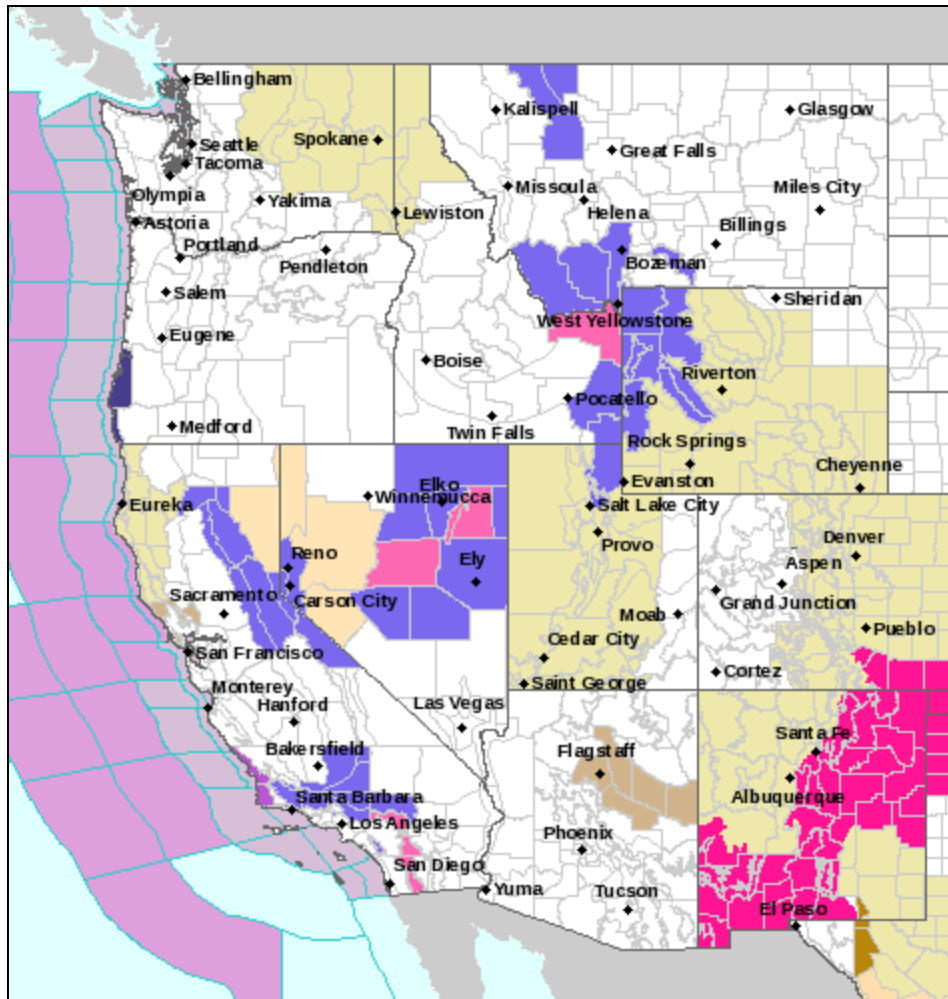 Bellingham
Kalispell
Glasgow
Spokane
Seattle
Great Falls
Tacoma
Missoula
Miles City
Olympia
Yakima
Lewiston
Helena
Astoria
Billings
Portland
Pendleton
Bozeman
Salem
Sheridan
West Yellowstone
Eugene
Boise
Riverton
Pocatello
Medford
Twin Falls
Rock Springs
Cheyenne
Elko
Evanston
Winnemucca
Eureka
Salt Lake City
Provo
Denver
Reno
Ely
Aspen
Sacramento
Carson City
Grand Junction
Moab
Pueblo
Cedar City
San Francisco
Cortez
Saint George
Monterey
Las Vegas
Hanford
Santa Fe
Bakersfield
Flagstaff
Albuquerque
Santa Barbara
Los Angeles
Phoenix
San Diego
Yuma
Tucson
El Paso